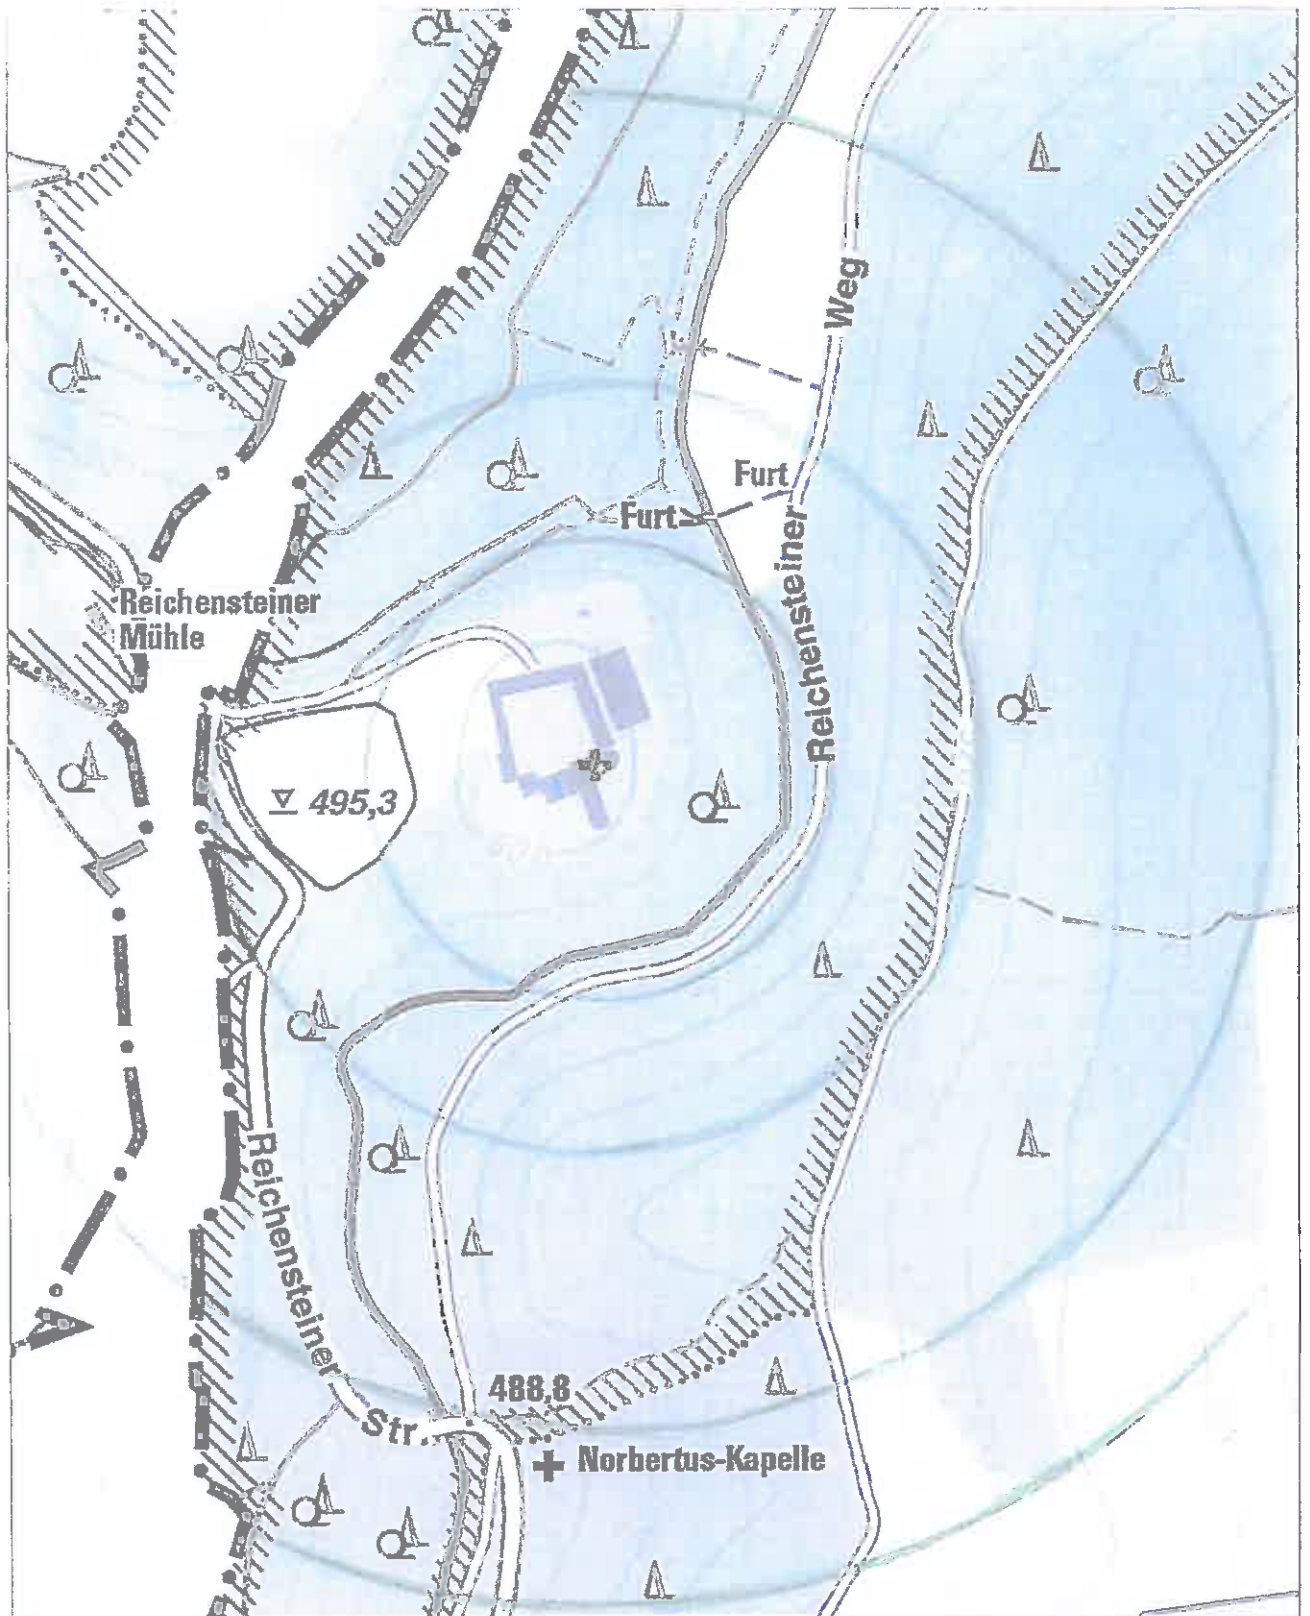 Weg
Furt
Furt
Reichensteiner
Reichensteiner
Mühle
495,3
Reichensteiner
Str.
488,8
Norbertus-Kapelle